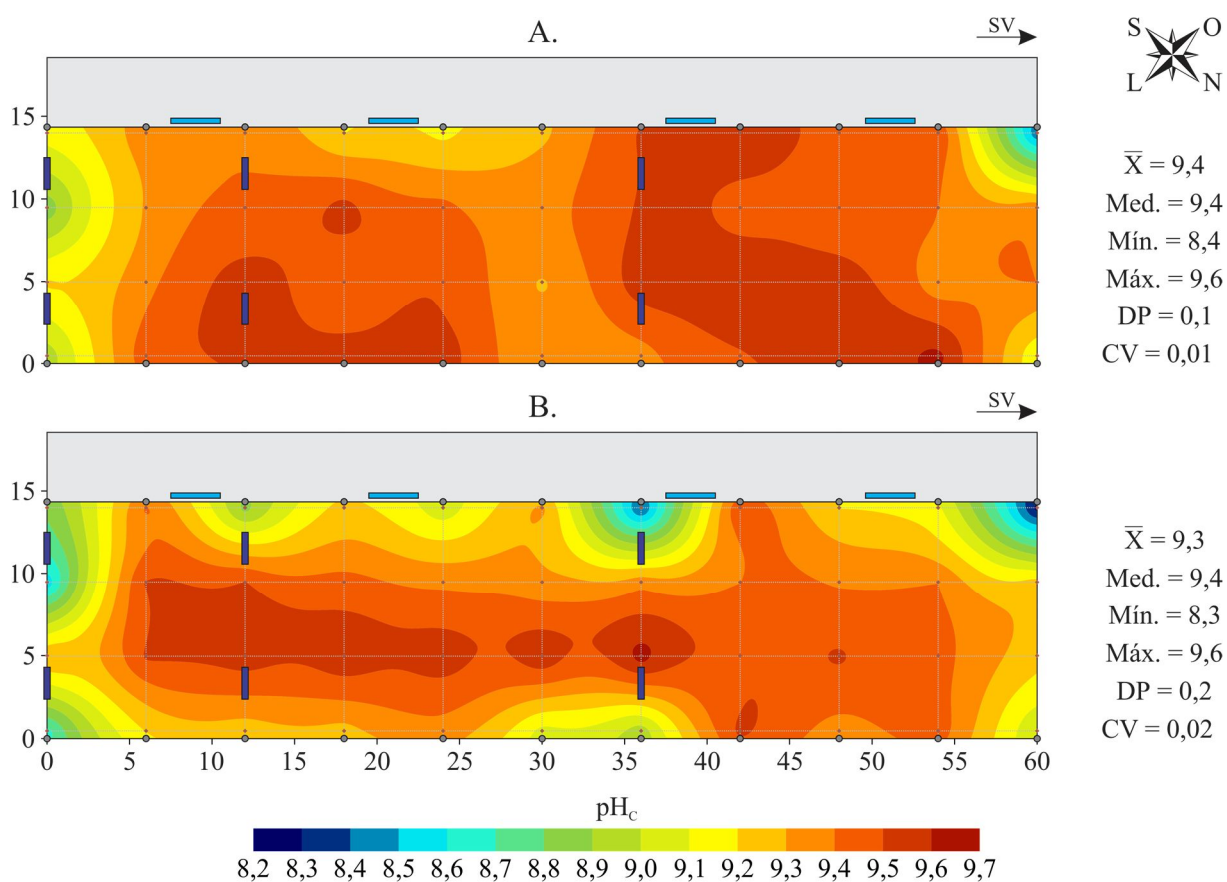 A.
SV
S O
L N
15
10
5
0
X̅ = 9,4
Med. = 9,4
Mín. = 8,4
Máx. = 9,6
DP = 0,1
CV = 0,01
B.
SV
15
10
5
0
X̅ = 9,3
Med. = 9,4
Mín. = 8,3
Máx. = 9,6
DP = 0,2
CV = 0,02
0 5 10 15 20 25 30 35 40 45 50 55 60
pH_C
8,2 8,3 8,4 8,5 8,6 8,7 8,8 8,9 9,0 9,1 9,2 9,3 9,4 9,5 9,6 9,7